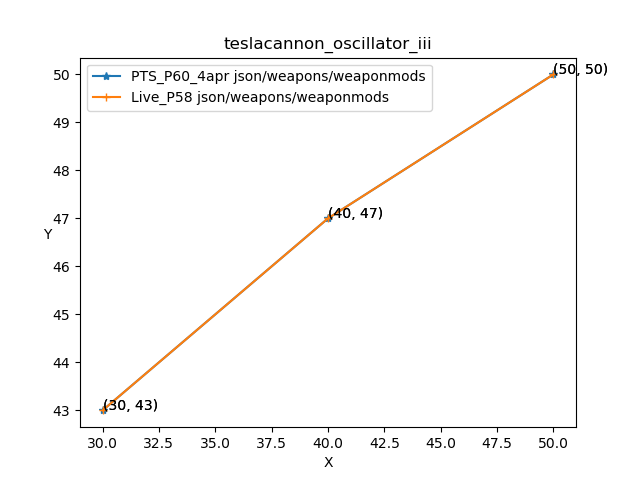 teslacannon_oscillator_iii
PTS_P60_4apr json/weapons/weaponmods
Live_P58 json/weapons/weaponmods
(50, 50)
(40, 47)
(30, 43)
50
49
48
47
46
45
44
43
Y
30.0 32.5 35.0 37.5 40.0 42.5 45.0 47.5 50.0
X